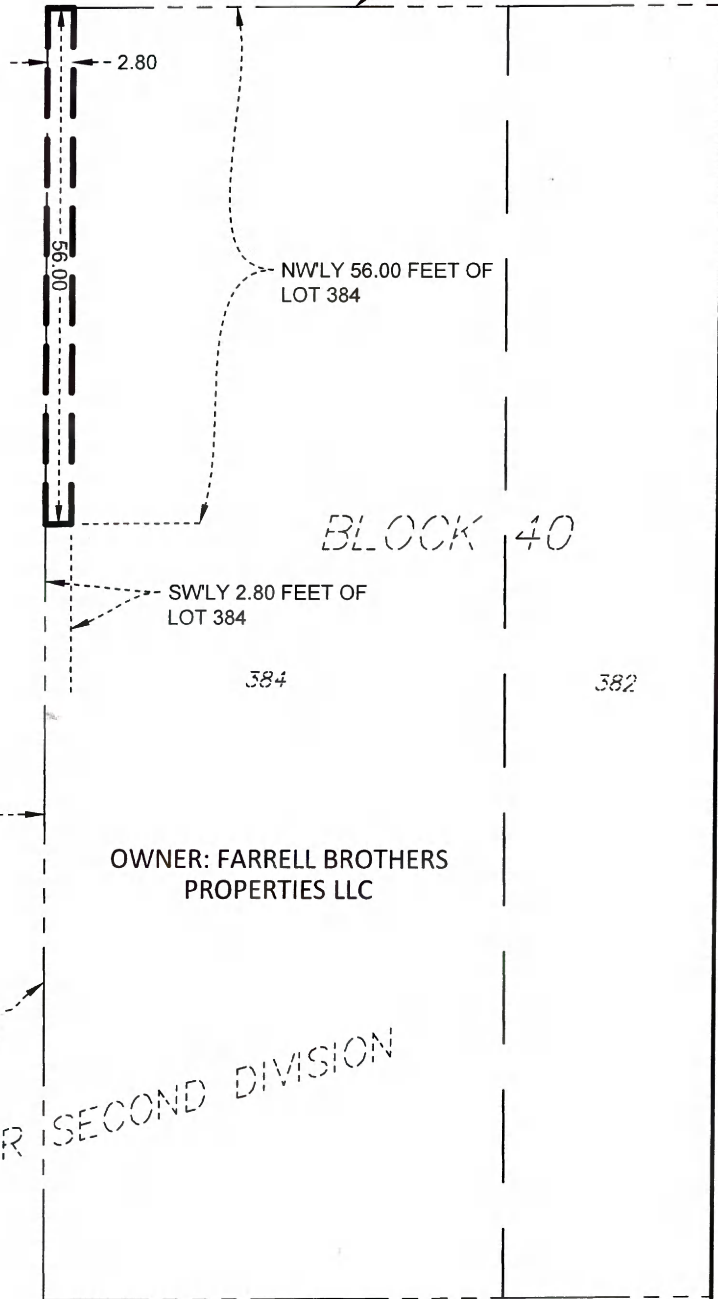 2.80
56.00
NW'LY 56.00 FEET OF
LOT 384
BLOCK 40
SW'LY 2.80 FEET OF
LOT 384
384
382
OWNER: FARRELL BROTHERS
PROPERTIES LLC
R SECOND DIVISION